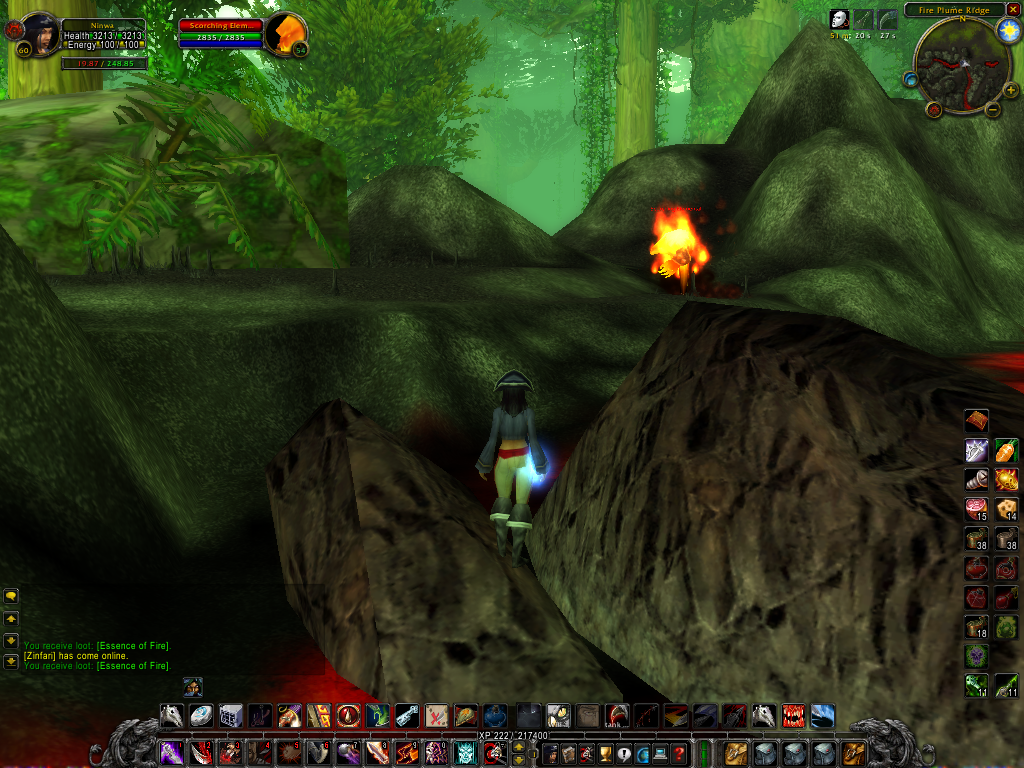 Ninwa
Health 3213 / 3213
Energy 100 / 100
60
19.87 / 248.85
Scorching Elem...
2835 / 2835
54
51 m
20 s
27 s
Fire Plume Ridge
N
15
14
38
38
18
11
11
You receive loot: [Essence of Fire].
[Zinfari] has come online.
You receive loot: [Essence of Fire].
tank
XP 222 / 217400